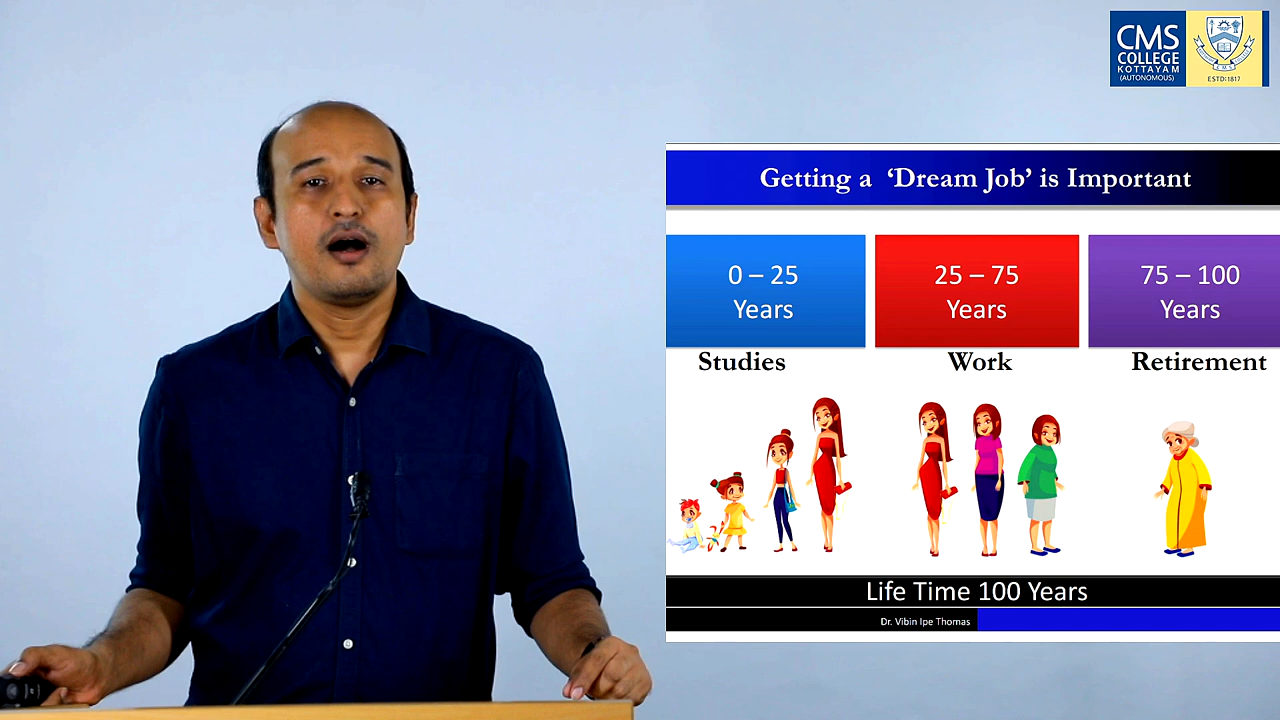 CMS
COLLEGE
KOTTAYAM
(AUTONOMOUS)
ESTD:1817
Getting a ‘Dream Job’ is Important
0 – 25
Years
25 – 75
Years
75 – 100
Years
Studies
Work
Retirement
Life Time 100 Years
Dr. Vibin Ipe Thomas